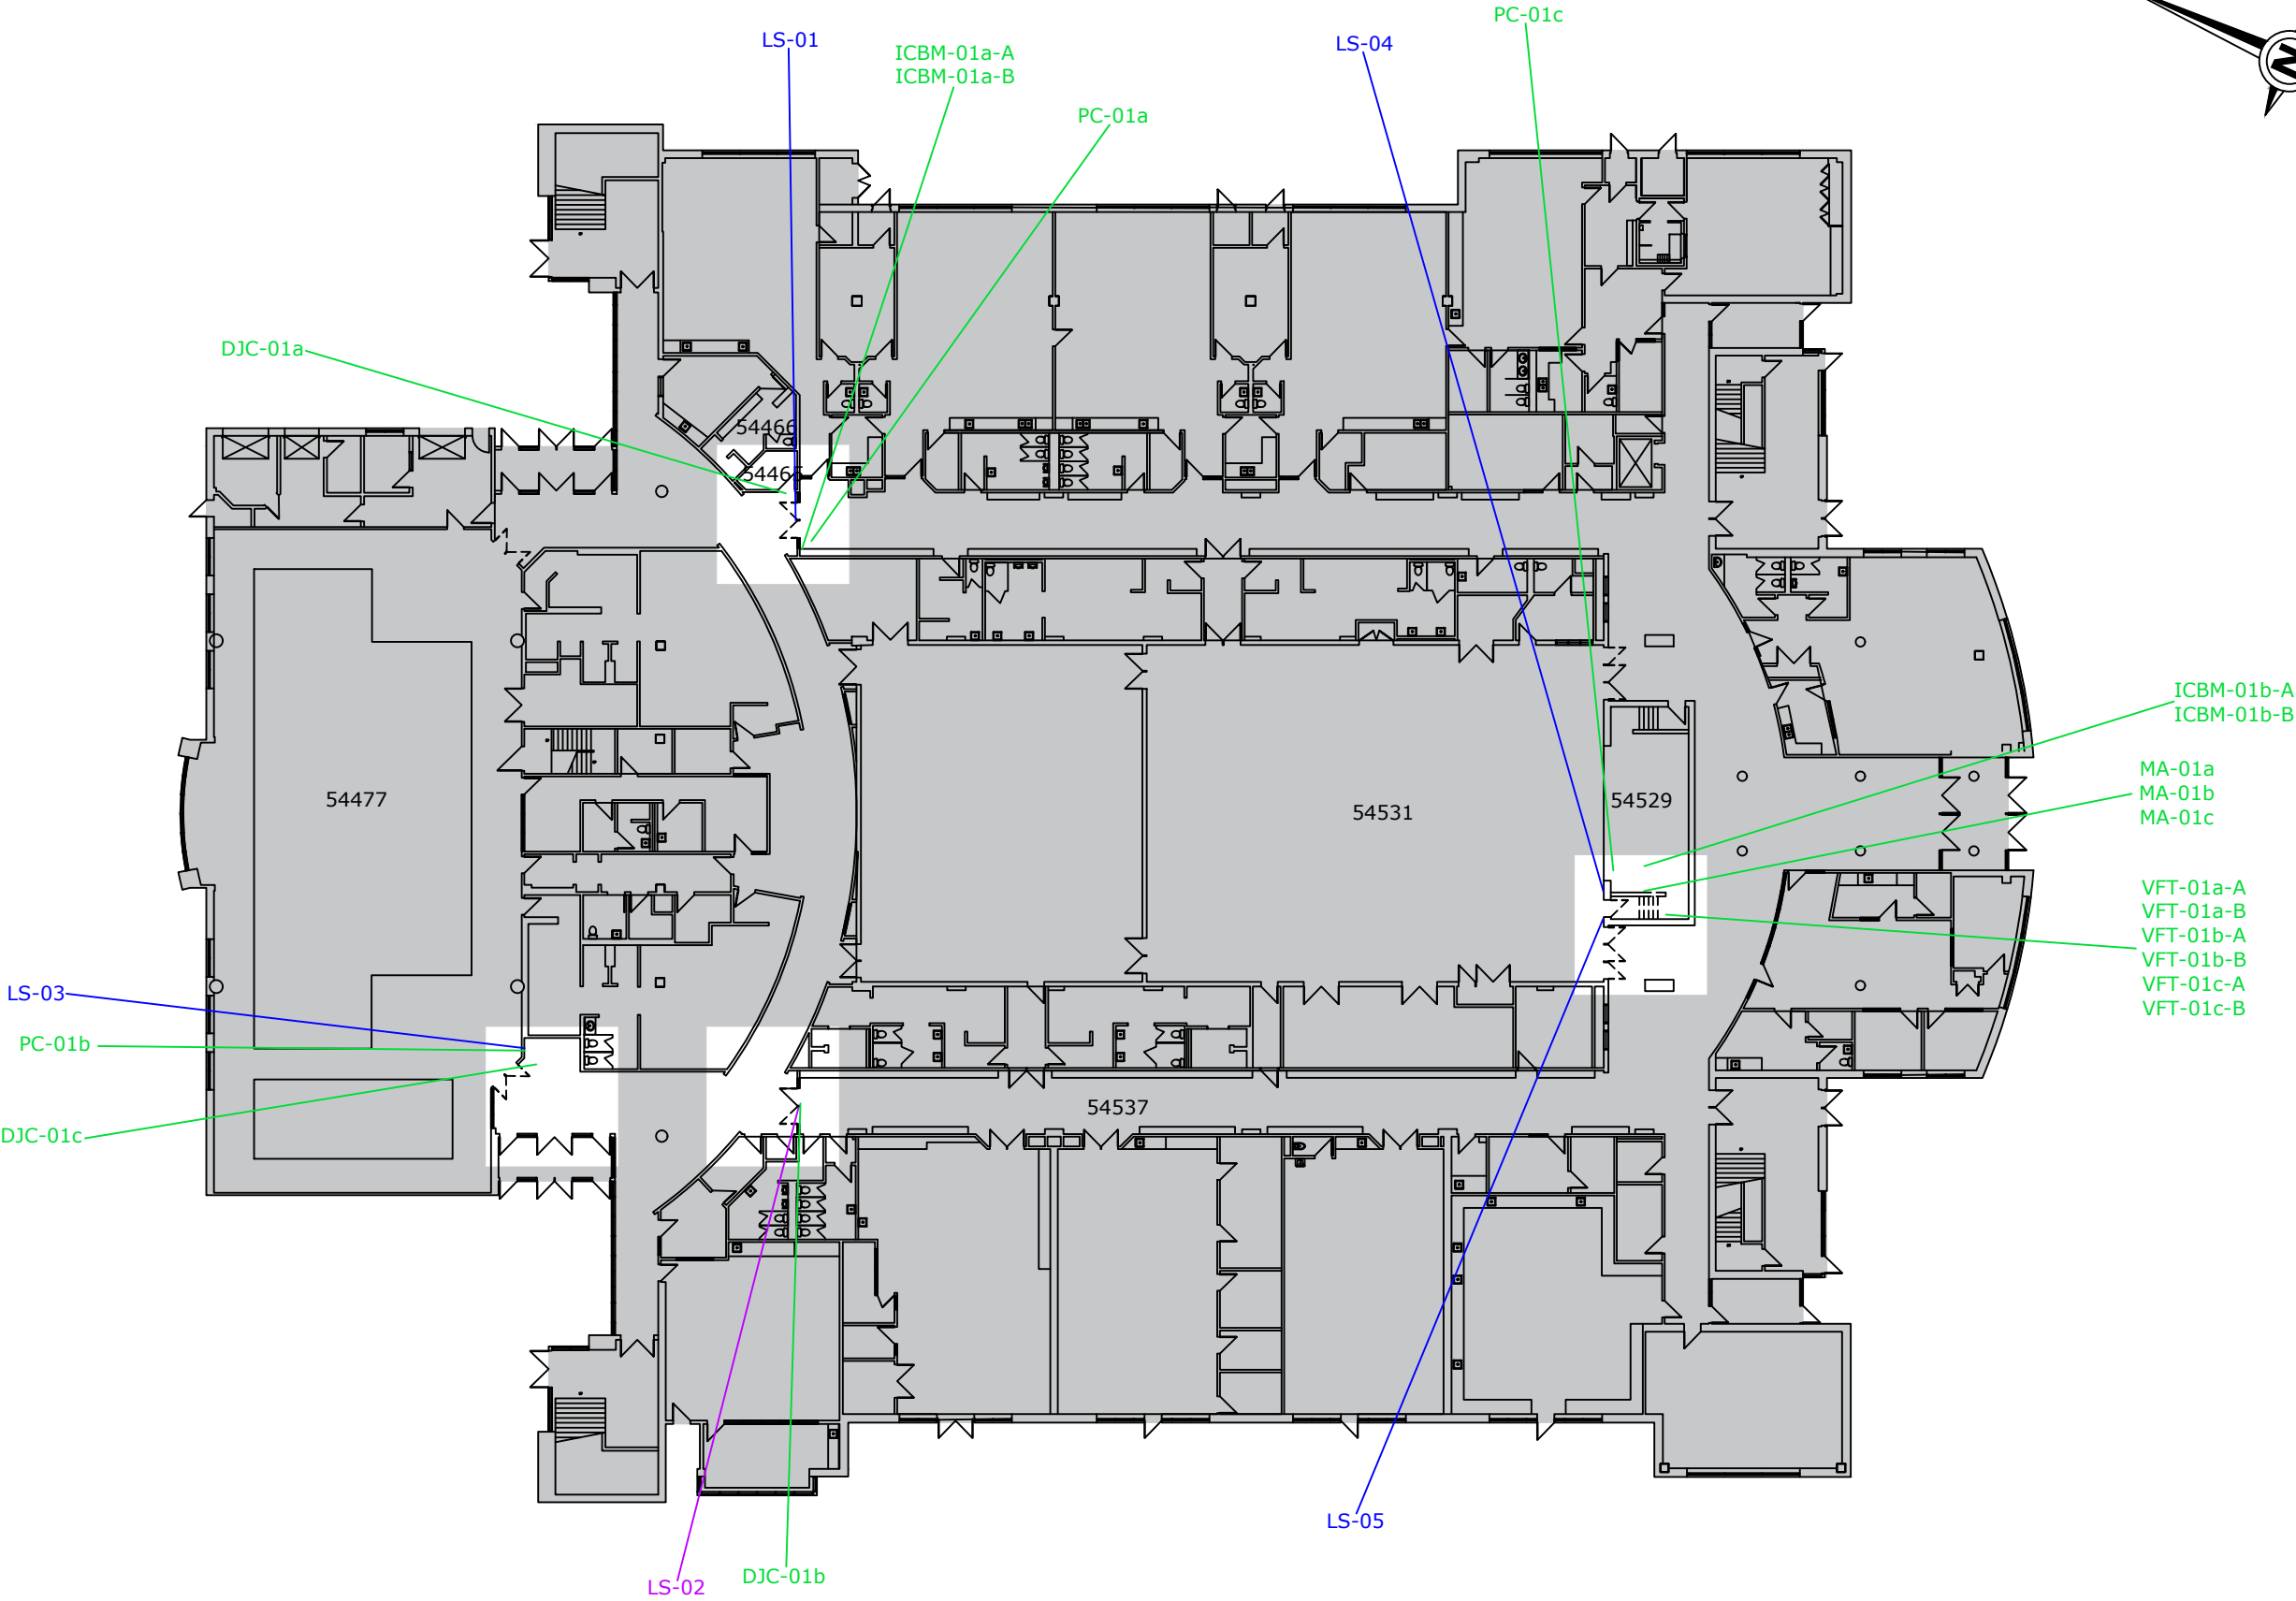 PC-01c
LS-01
LS-04
ICBM-01a-A
ICBM-01a-B
N
PC-01a
DJC-01a
54466
ICBM-01b-A
ICBM-01b-B
MA-01a
MA-01b
MA-01c
54477
54529
54531
VFT-01a-A
VFT-01a-B
VFT-01b-A
VFT-01b-B
VFT-01c-A
VFT-01c-B
LS-03
PC-01b
54537
DJC-01c
LS-05
DJC-01b
LS-02